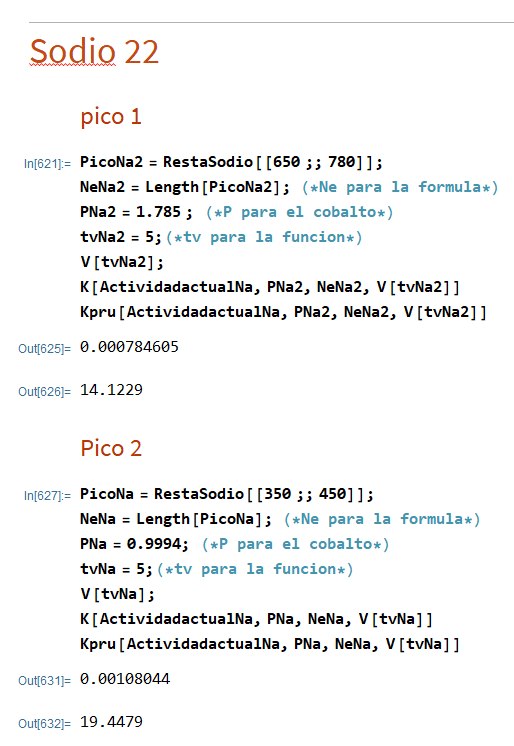 Sodio 22
pico 1
In[621]:= PicoNa2 = RestaSodio[[650 ;; 780]];
NeNa2 = Length[PicoNa2]; (*Ne para la formula*)
PNa2 = 1.785 ; (*P para el cobalto*)
tvNa2 = 5; (*tv para la funcion*)
V[tvNa2];
K[ActividadactualNa, PNa2, NeNa2, V[tvNa2]]
Kpru[ActividadactualNa, PNa2, NeNa2, V[tvNa2]]
Out[625]= 0.000784605
Out[626]= 14.1229
Pico 2
In[627]:= PicoNa = RestaSodio[[350 ;; 450]];
NeNa = Length[PicoNa]; (*Ne para la formula*)
PNa = 0.9994; (*P para el cobalto*)
tvNa = 5; (*tv para la funcion*)
V[tvNa];
K[ActividadactualNa, PNa, NeNa, V[tvNa]]
Kpru[ActividadactualNa, PNa, NeNa, V[tvNa]]
Out[631]= 0.00108044
Out[632]= 19.4479